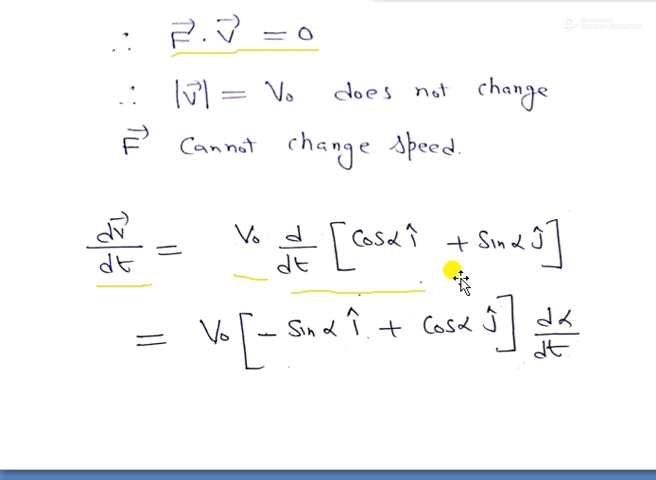 ∴ F⃗ . V⃗ = 0
∴ |v⃗| = V₀ does not change
F⃗ Cannot change speed.
dv⃗/dt = V₀ d/dt [Cosα î + Sinα ĵ]
= V₀ [- Sinα î + Cosα ĵ] dα/dt